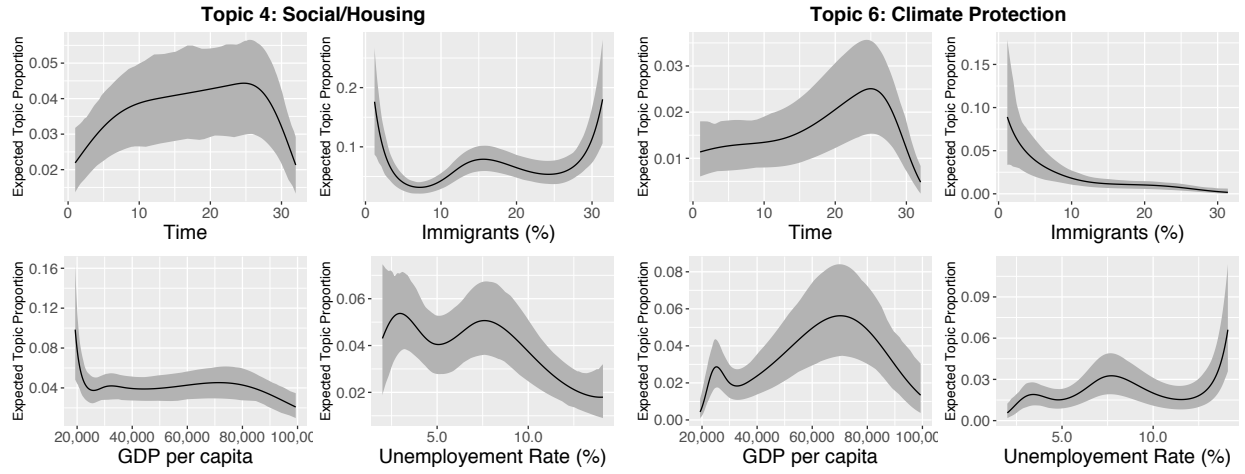 Topic 4: Social/Housing
Topic 6: Climate Protection
Expected Topic Proportion
0.05
0.04
0.03
0.02
0 10 20 30
Time
Expected Topic Proportion
0.2
0.1
0 10 20 30
Immigrants (%)
Expected Topic Proportion
0.03
0.02
0.01
0 10 20 30
Time
Expected Topic Proportion
0.15
0.10
0.05
0.00
0 10 20 30
Immigrants (%)
Expected Topic Proportion
0.16
0.12
0.08
0.04
20,000 40,000 60,000 80,000 100,0
GDP per capita
Expected Topic Proportion
0.06
0.04
0.02
5.0 10.0
Unemployement Rate (%)
Expected Topic Proportion
0.08
0.06
0.04
0.02
0.00
20,000 40,000 60,000 80,000 100,0
GDP per capita
Expected Topic Proportion
0.09
0.06
0.03
0.00
5.0 10.0
Unemployement Rate (%)